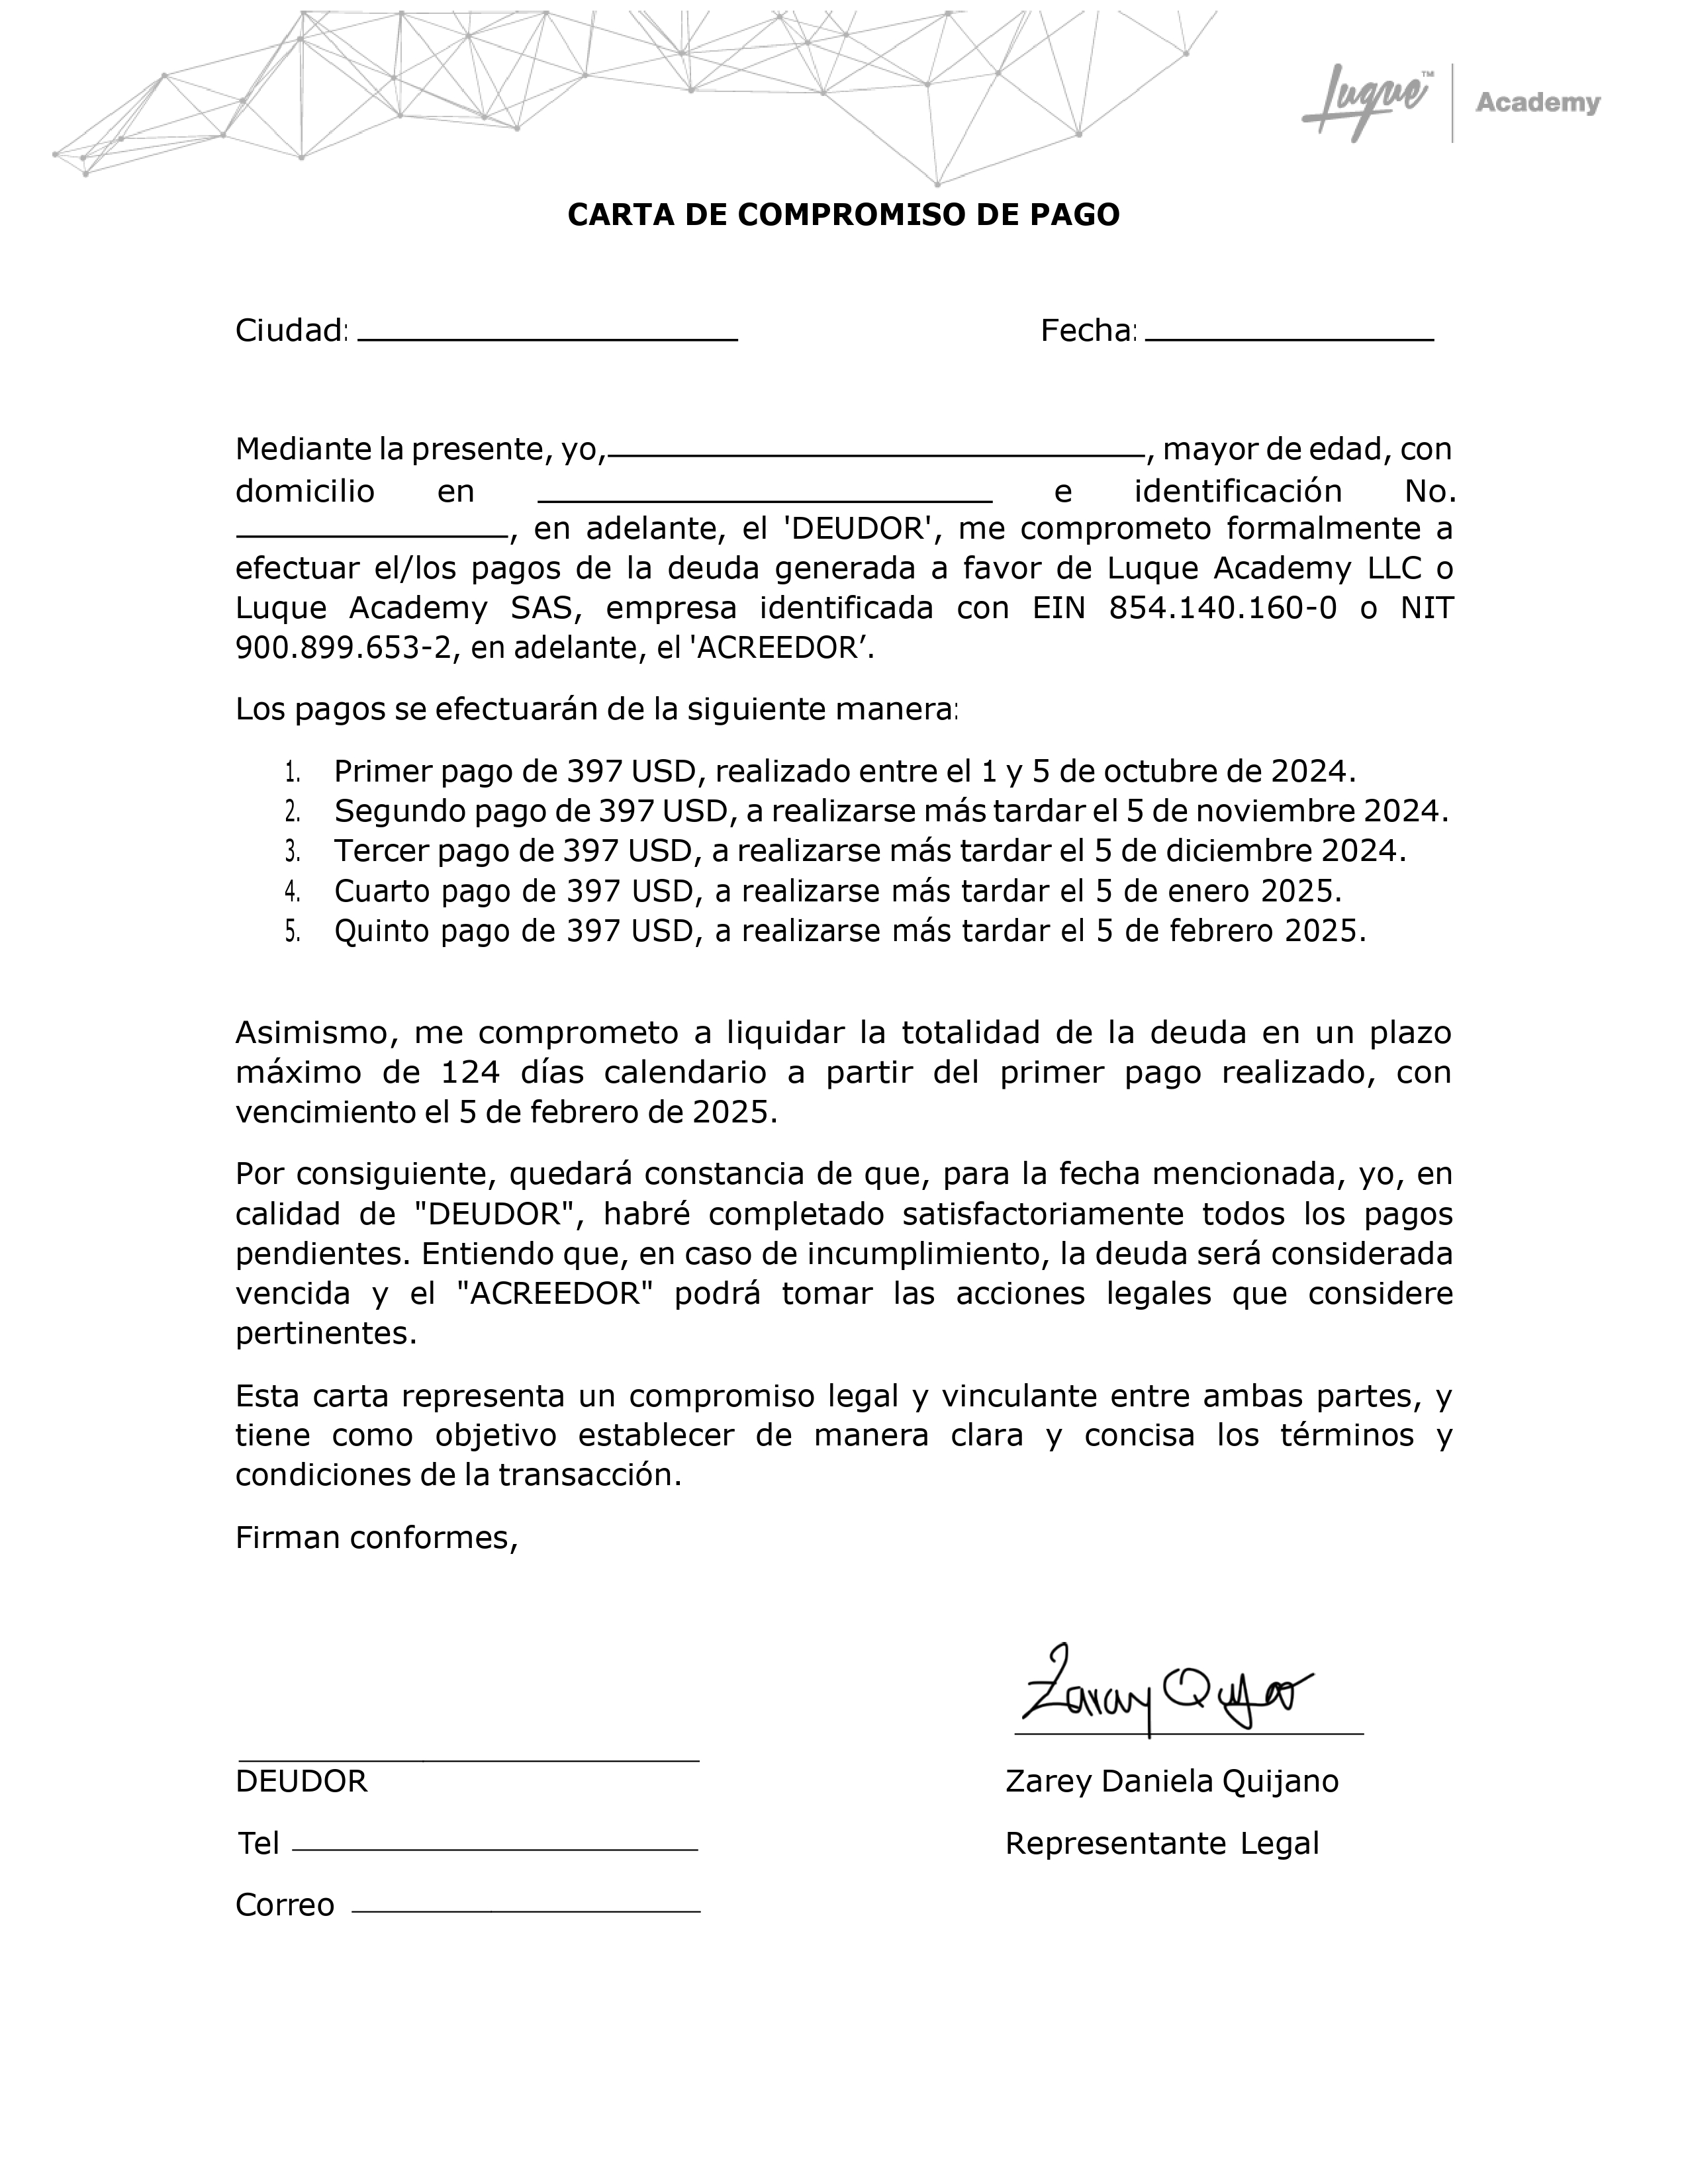 Luque™ Academy
CARTA DE COMPROMISO DE PAGO
Ciudad: Fecha:
Mediante la presente, yo, , mayor de edad, con
domicilio en e identificación No.
, en adelante, el 'DEUDOR', me comprometo formalmente a
efectuar el/los pagos de la deuda generada a favor de Luque Academy LLC o
Luque Academy SAS, empresa identificada con EIN 854.140.160-0 o NIT
900.899.653-2, en adelante, el 'ACREEDOR’.
Los pagos se efectuarán de la siguiente manera:
1. Primer pago de 397 USD, realizado entre el 1 y 5 de octubre de 2024.
2. Segundo pago de 397 USD, a realizarse más tardar el 5 de noviembre 2024.
3. Tercer pago de 397 USD, a realizarse más tardar el 5 de diciembre 2024.
4. Cuarto pago de 397 USD, a realizarse más tardar el 5 de enero 2025.
5. Quinto pago de 397 USD, a realizarse más tardar el 5 de febrero 2025.
Asimismo, me comprometo a liquidar la totalidad de la deuda en un plazo
máximo de 124 días calendario a partir del primer pago realizado, con
vencimiento el 5 de febrero de 2025.
Por consiguiente, quedará constancia de que, para la fecha mencionada, yo, en
calidad de "DEUDOR", habré completado satisfactoriamente todos los pagos
pendientes. Entiendo que, en caso de incumplimiento, la deuda será considerada
vencida y el "ACREEDOR" podrá tomar las acciones legales que considere
pertinentes.
Esta carta representa un compromiso legal y vinculante entre ambas partes, y
tiene como objetivo establecer de manera clara y concisa los términos y
condiciones de la transacción.
Firman conformes,
DEUDOR Zarey Daniela Quijano
Tel Representante Legal
Correo